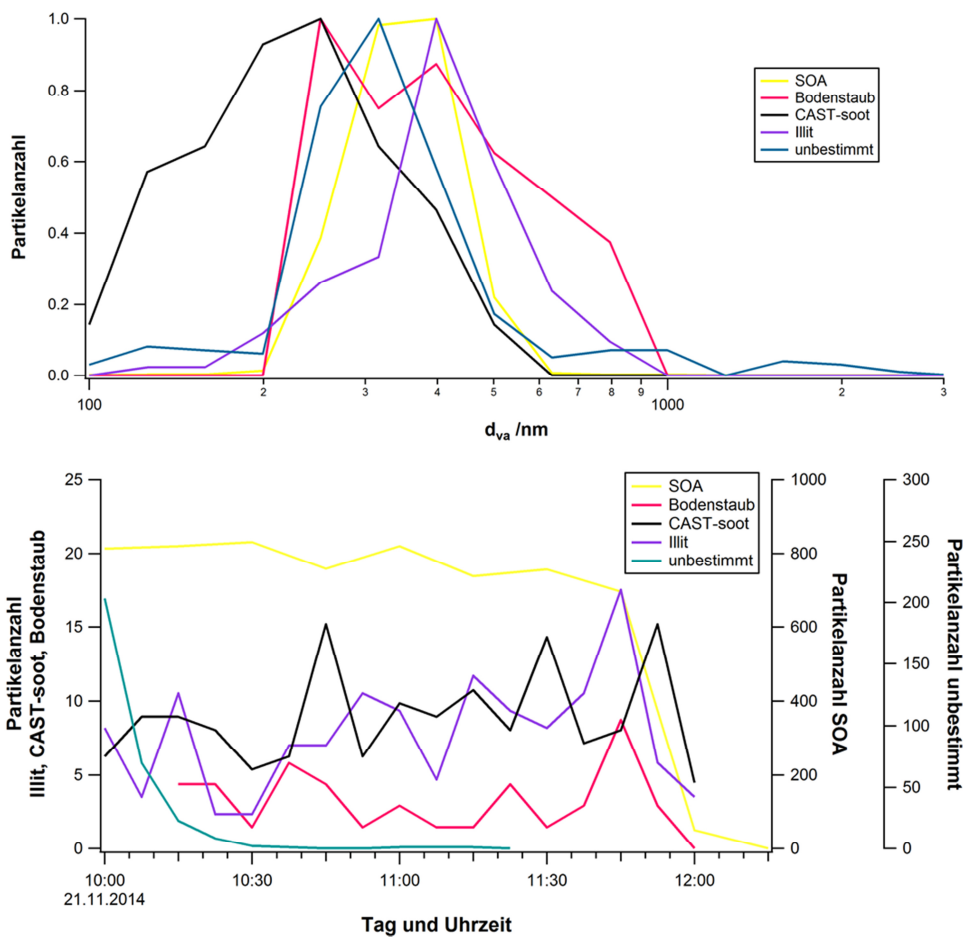 1.0
0.8
0.6
0.4
0.2
0.0
Partikelanzahl
SOA
Bodenstaub
CAST-soot
Illit
unbestimmt
100
2
3
4
5
6
7
8
9
1000
2
3
dva /nm
25
20
15
10
5
0
Partikelanzahl
Illit, CAST-soot, Bodenstaub
SOA
Bodenstaub
CAST-soot
Illit
unbestimmt
1000
800
600
400
200
0
Partikelanzahl SOA
300
250
200
150
100
50
0
Partikelanzahl unbestimmt
10:00
21.11.2014
10:30
11:00
11:30
12:00
Tag und Uhrzeit